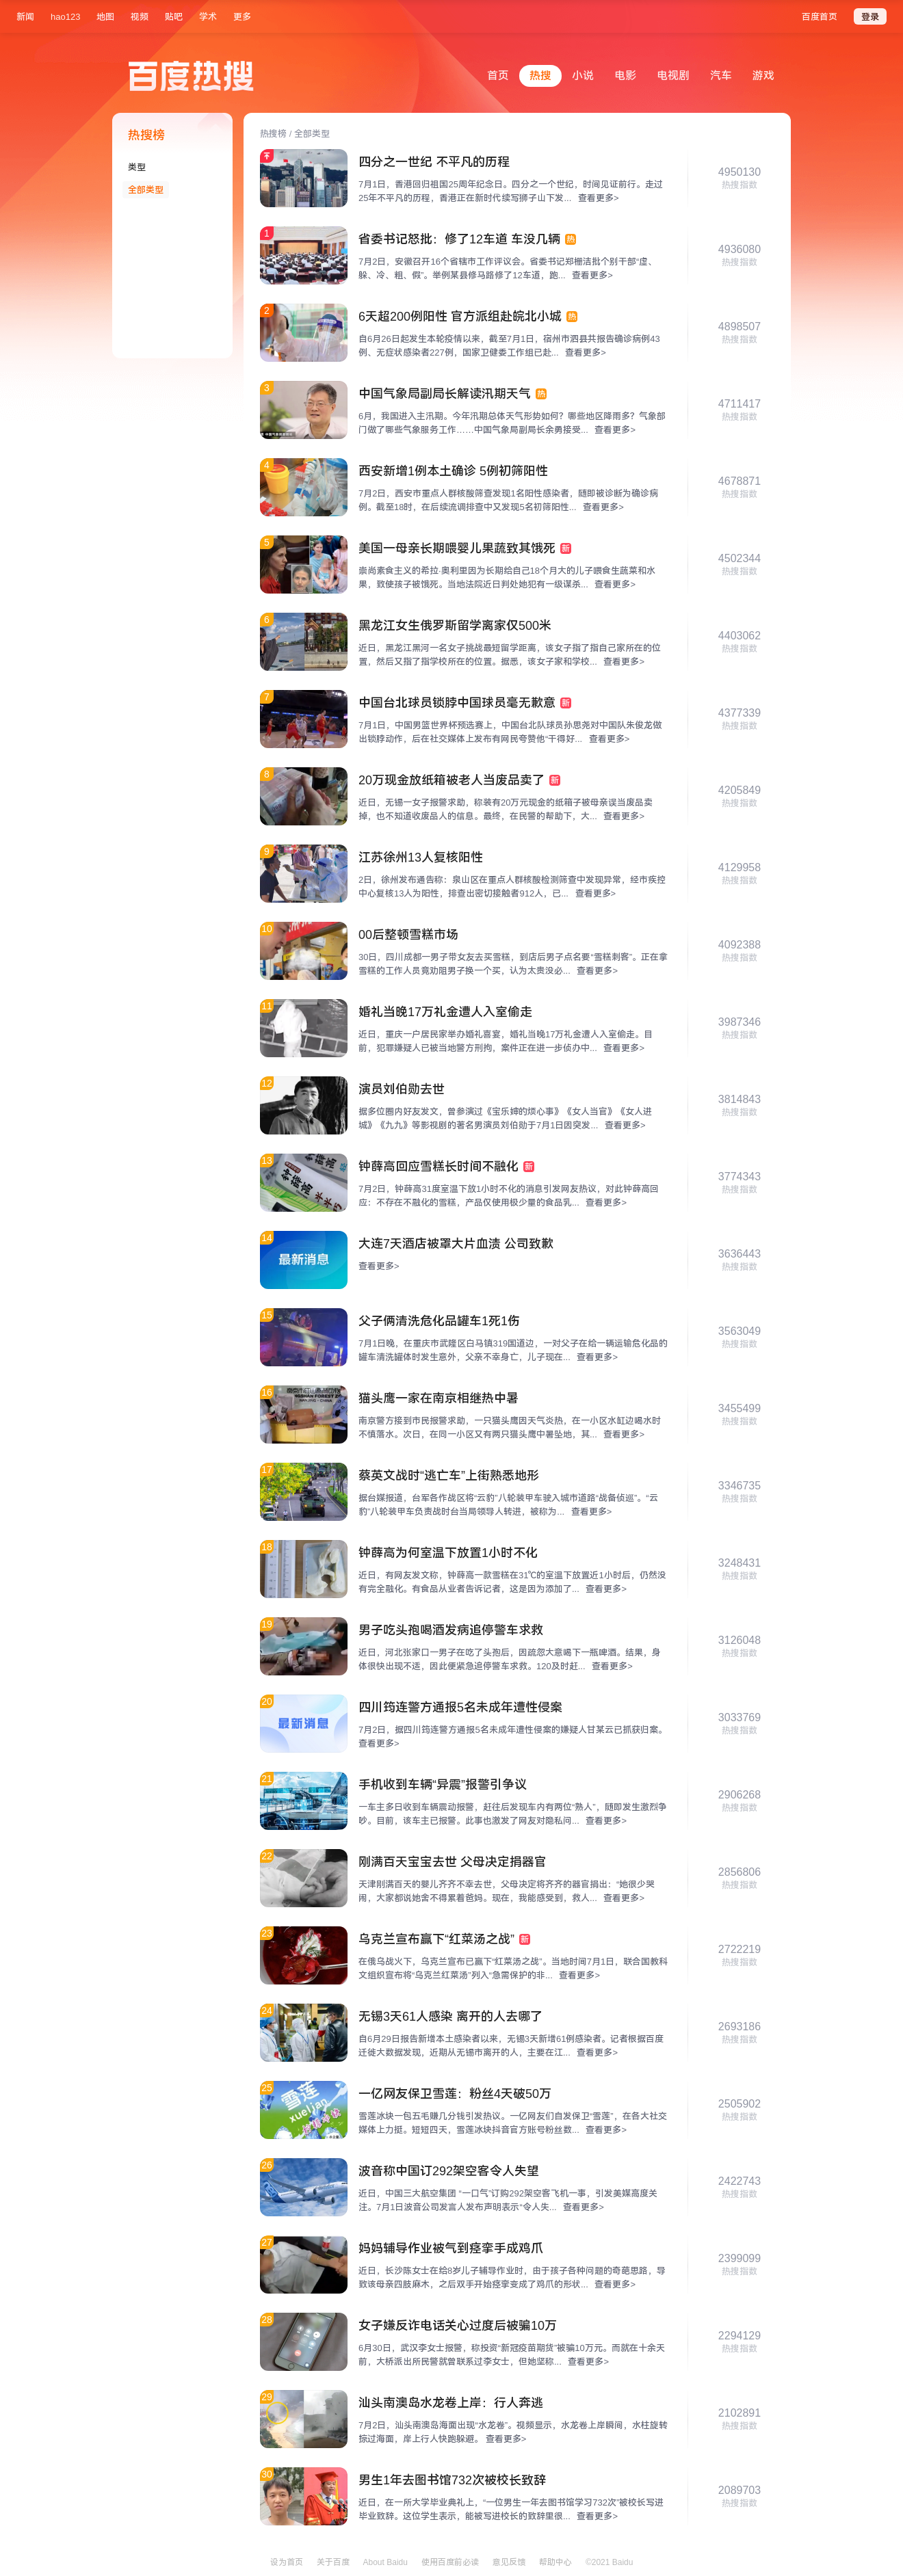 新闻 hao123 地图 视频 贴吧 学术 更多
百度首页 登录
百度热搜
首页 热搜 小说 电影 电视剧 汽车 游戏
热搜榜
类型
全部类型
热搜榜 / 全部类型
四分之一世纪 不平凡的历程
7月1日，香港回归祖国25周年纪念日。四分之一个世纪，时间见证前行。走过
25年不平凡的历程，香港正在新时代续写狮子山下发... 查看更多>
4950130
热搜指数
1
省委书记怒批：修了12车道 车没几辆 热
7月2日，安徽召开16个省辖市工作评议会。省委书记郑栅洁批个别干部“虚、
躲、冷、粗、假”。举例某县修马路修了12车道，跑... 查看更多>
4936080
热搜指数
2
6天超200例阳性 官方派组赴皖北小城 热
自6月26日起发生本轮疫情以来，截至7月1日，宿州市泗县共报告确诊病例43
例、无症状感染者227例，国家卫健委工作组已赴... 查看更多>
4898507
热搜指数
3
中国气象局副局长解读汛期天气 热
6月，我国进入主汛期。今年汛期总体天气形势如何？哪些地区降雨多？气象部
门做了哪些气象服务工作……中国气象局副局长余勇接受... 查看更多>
4711417
热搜指数
4
西安新增1例本土确诊 5例初筛阳性
7月2日，西安市重点人群核酸筛查发现1名阳性感染者，随即被诊断为确诊病
例。截至18时，在后续流调排查中又发现5名初筛阳性... 查看更多>
4678871
热搜指数
5
美国一母亲长期喂婴儿果蔬致其饿死 新
崇尚素食主义的希拉·奥利里因为长期给自己18个月大的儿子喂食生蔬菜和水
果，致使孩子被饿死。当地法院近日判处她犯有一级谋杀... 查看更多>
4502344
热搜指数
6
黑龙江女生俄罗斯留学离家仅500米
近日，黑龙江黑河一名女子挑战最短留学距离，该女子指了指自己家所在的位
置，然后又指了指学校所在的位置。据悉，该女子家和学校... 查看更多>
4403062
热搜指数
7
中国台北球员锁脖中国球员毫无歉意 新
7月1日，中国男篮世界杯预选赛上，中国台北队球员孙思尧对中国队朱俊龙做
出锁脖动作，后在社交媒体上发布有网民夸赞他“干得好... 查看更多>
4377339
热搜指数
8
20万现金放纸箱被老人当废品卖了 新
近日，无锡一女子报警求助，称装有20万元现金的纸箱子被母亲误当废品卖
掉，也不知道收废品人的信息。最终，在民警的帮助下，大... 查看更多>
4205849
热搜指数
9
江苏徐州13人复核阳性
2日，徐州发布通告称：泉山区在重点人群核酸检测筛查中发现异常，经市疾控
中心复核13人为阳性，排查出密切接触者912人，已... 查看更多>
4129958
热搜指数
10
00后整顿雪糕市场
30日，四川成都一男子带女友去买雪糕，到店后男子点名要“雪糕刺客”。正在拿
雪糕的工作人员竟劝阻男子换一个买，认为太贵没必... 查看更多>
4092388
热搜指数
11
婚礼当晚17万礼金遭人入室偷走
近日，重庆一户居民家举办婚礼喜宴，婚礼当晚17万礼金遭人入室偷走。目
前，犯罪嫌疑人已被当地警方刑拘，案件正在进一步侦办中... 查看更多>
3987346
热搜指数
12
演员刘伯勋去世
据多位圈内好友发文，曾参演过《宝乐婶的烦心事》《女人当官》《女人进
城》《九九》等影视剧的著名男演员刘伯勋于7月1日因突发... 查看更多>
3814843
热搜指数
13
钟薛高回应雪糕长时间不融化 新
7月2日，钟薛高31度室温下放1小时不化的消息引发网友热议，对此钟薛高回
应：不存在不融化的雪糕，产品仅使用极少量的食品乳... 查看更多>
3774343
热搜指数
14
最新消息
大连7天酒店被罩大片血渍 公司致歉
查看更多>
3636443
热搜指数
15
父子俩清洗危化品罐车1死1伤
7月1日晚，在重庆市武隆区白马镇319国道边，一对父子在给一辆运输危化品的
罐车清洗罐体时发生意外，父亲不幸身亡，儿子现在... 查看更多>
3563049
热搜指数
16
猫头鹰一家在南京相继热中暑
南京警方接到市民报警求助，一只猫头鹰因天气炎热，在一小区水缸边喝水时
不慎落水。次日，在同一小区又有两只猫头鹰中暑坠地，其... 查看更多>
3455499
热搜指数
17
蔡英文战时“逃亡车”上街熟悉地形
据台媒报道，台军各作战区将“云豹”八轮装甲车驶入城市道路“战备侦巡”。“云
豹”八轮装甲车负责战时台当局领导人转进，被称为... 查看更多>
3346735
热搜指数
18
钟薛高为何室温下放置1小时不化
近日，有网友发文称，钟薛高一款雪糕在31℃的室温下放置近1小时后，仍然没
有完全融化。有食品从业者告诉记者，这是因为添加了... 查看更多>
3248431
热搜指数
19
男子吃头孢喝酒发病追停警车求救
近日，河北张家口一男子在吃了头孢后，因疏忽大意喝下一瓶啤酒。结果，身
体很快出现不适，因此便紧急追停警车求救。120及时赶... 查看更多>
3126048
热搜指数
20
最新消息
四川筠连警方通报5名未成年遭性侵案
7月2日，据四川筠连警方通报5名未成年遭性侵案的嫌疑人甘某云已抓获归案。
查看更多>
3033769
热搜指数
21
手机收到车辆“异震”报警引争议
一车主多日收到车辆震动报警，赶往后发现车内有两位“熟人”，随即发生激烈争
吵。目前，该车主已报警。此事也激发了网友对隐私问... 查看更多>
2906268
热搜指数
22
刚满百天宝宝去世 父母决定捐器官
天津刚满百天的婴儿齐齐不幸去世，父母决定将齐齐的器官捐出：“她很少哭
闹，大家都说她舍不得累着爸妈。现在，我能感受到，救人... 查看更多>
2856806
热搜指数
23
乌克兰宣布赢下“红菜汤之战” 新
在俄乌战火下，乌克兰宣布已赢下“红菜汤之战”。当地时间7月1日，联合国教科
文组织宣布将“乌克兰红菜汤”列入“急需保护的非... 查看更多>
2722219
热搜指数
24
无锡3天61人感染 离开的人去哪了
自6月29日报告新增本土感染者以来，无锡3天新增61例感染者。记者根据百度
迁徙大数据发现，近期从无锡市离开的人，主要在江... 查看更多>
2693186
热搜指数
25
一亿网友保卫雪莲：粉丝4天破50万
雪莲冰块一包五毛赚几分钱引发热议。一亿网友们自发保卫“雪莲”，在各大社交
媒体上力挺。短短四天，雪莲冰块抖音官方账号粉丝数... 查看更多>
2505902
热搜指数
26
波音称中国订292架空客令人失望
近日，中国三大航空集团 “一口气”订购292架空客飞机一事，引发美媒高度关
注。7月1日波音公司发言人发布声明表示“令人失... 查看更多>
2422743
热搜指数
27
妈妈辅导作业被气到痉挛手成鸡爪
近日，长沙陈女士在给8岁儿子辅导作业时，由于孩子各种问题的奇葩思路，导
致该母亲四肢麻木，之后双手开始痉挛变成了鸡爪的形状... 查看更多>
2399099
热搜指数
28
女子嫌反诈电话关心过度后被骗10万
6月30日，武汉李女士报警，称投资“新冠疫苗期货”被骗10万元。而就在十余天
前，大桥派出所民警就曾联系过李女士，但她坚称... 查看更多>
2294129
热搜指数
29
汕头南澳岛水龙卷上岸：行人奔逃
7月2日，汕头南澳岛海面出现“水龙卷”。视频显示，水龙卷上岸瞬间，水柱旋转
掠过海面，岸上行人快跑躲避。 查看更多>
2102891
热搜指数
30
男生1年去图书馆732次被校长致辞
近日，在一所大学毕业典礼上，“一位男生一年去图书馆学习732次”被校长写进
毕业致辞。这位学生表示，能被写进校长的致辞里很... 查看更多>
2089703
热搜指数
设为首页 关于百度 About Baidu 使用百度前必读 意见反馈 帮助中心 ©2021 Baidu